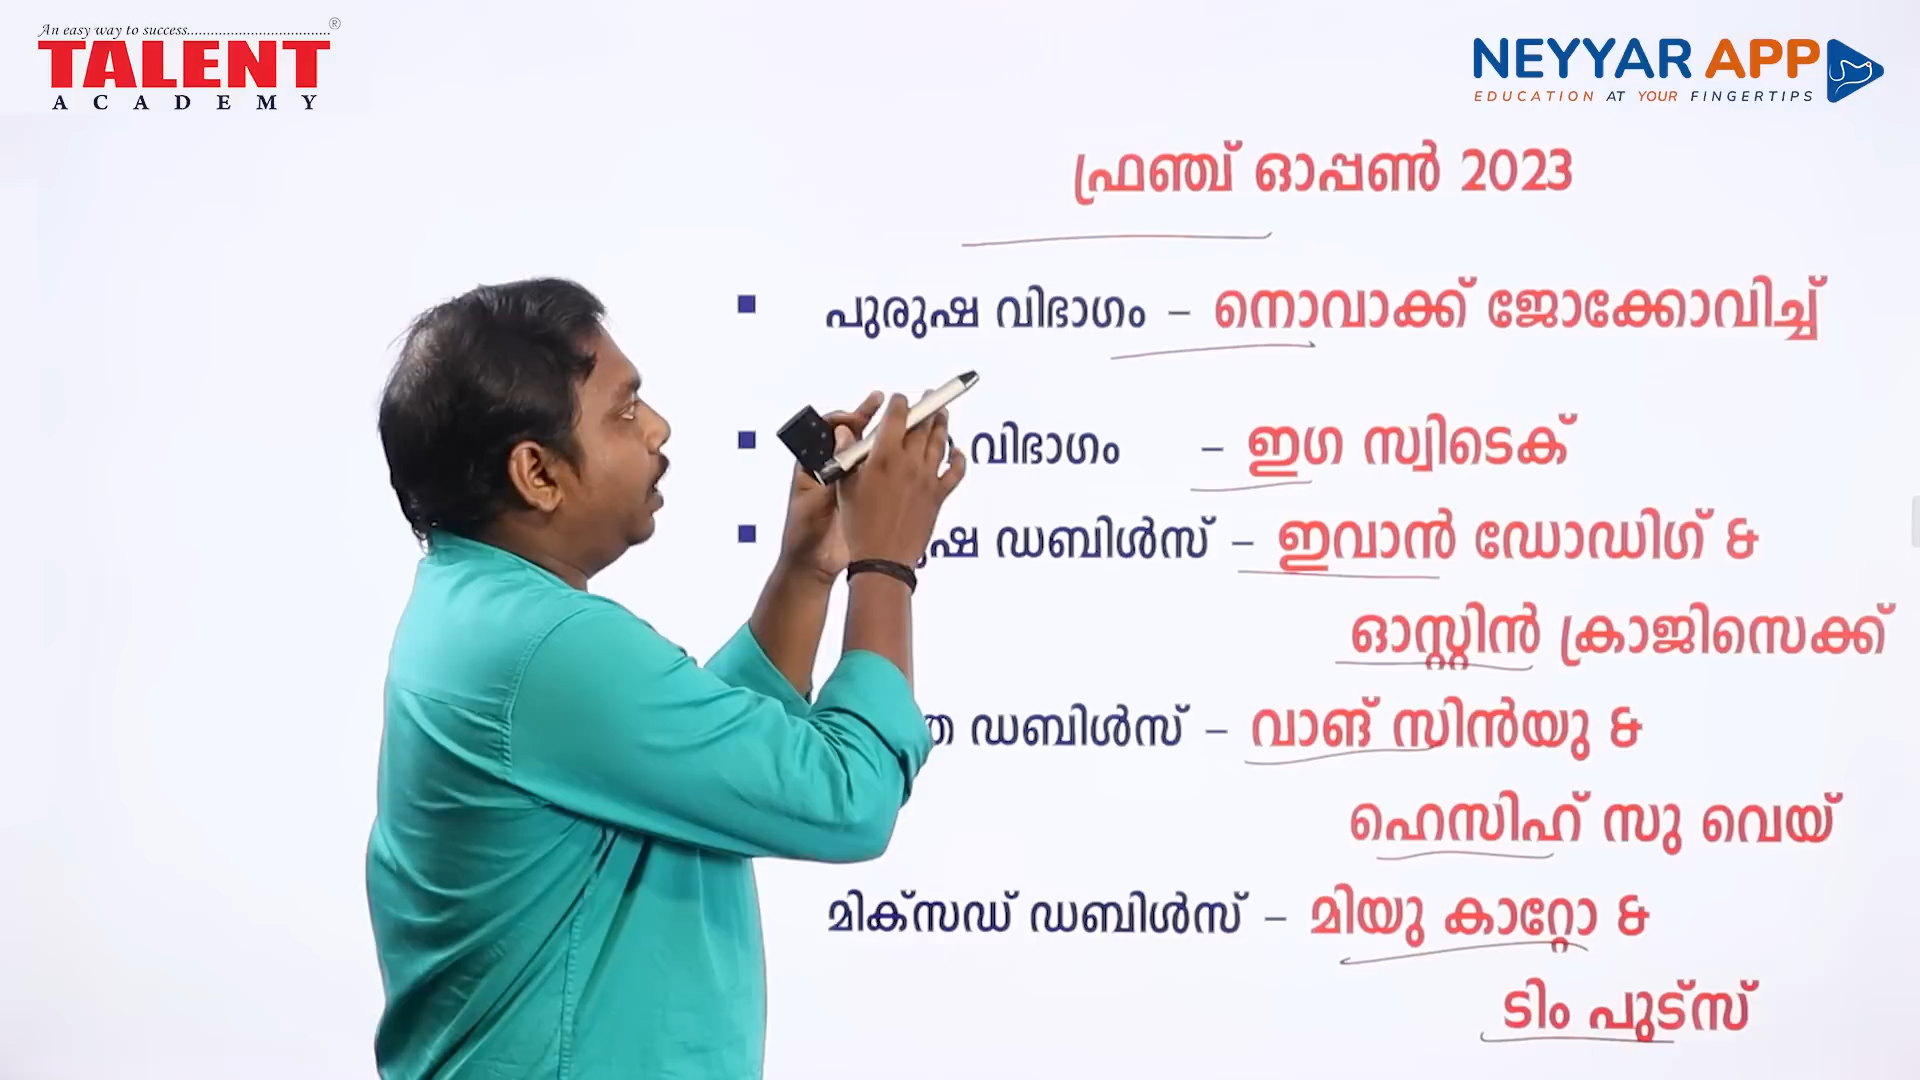 An easy way to success.................................... ®
TALENT
ACADEMY
NEYYAR APP
EDUCATION AT YOUR FINGERTIPS
ഫ്രഞ്ച് ഓപ്പൺ 2023
▪ പുരുഷ വിഭാഗം – നൊവാക്ക് ജോക്കോവിച്ച്
▪ വിഭാഗം – ഇഗ സ്വിടെക്
▪ ഡബിൾസ് – ഇവാൻ ഡോഡിഗ് &
ഓസ്റ്റിൻ ക്രാജിസെക്ക്
ഡബിൾസ് – വാങ് സിൻയു &
ഹെസിഹ് സു വെയ്
മിക്സഡ് ഡബിൾസ് – മിയു കാറ്റോ &
ടിം പുട്സ്